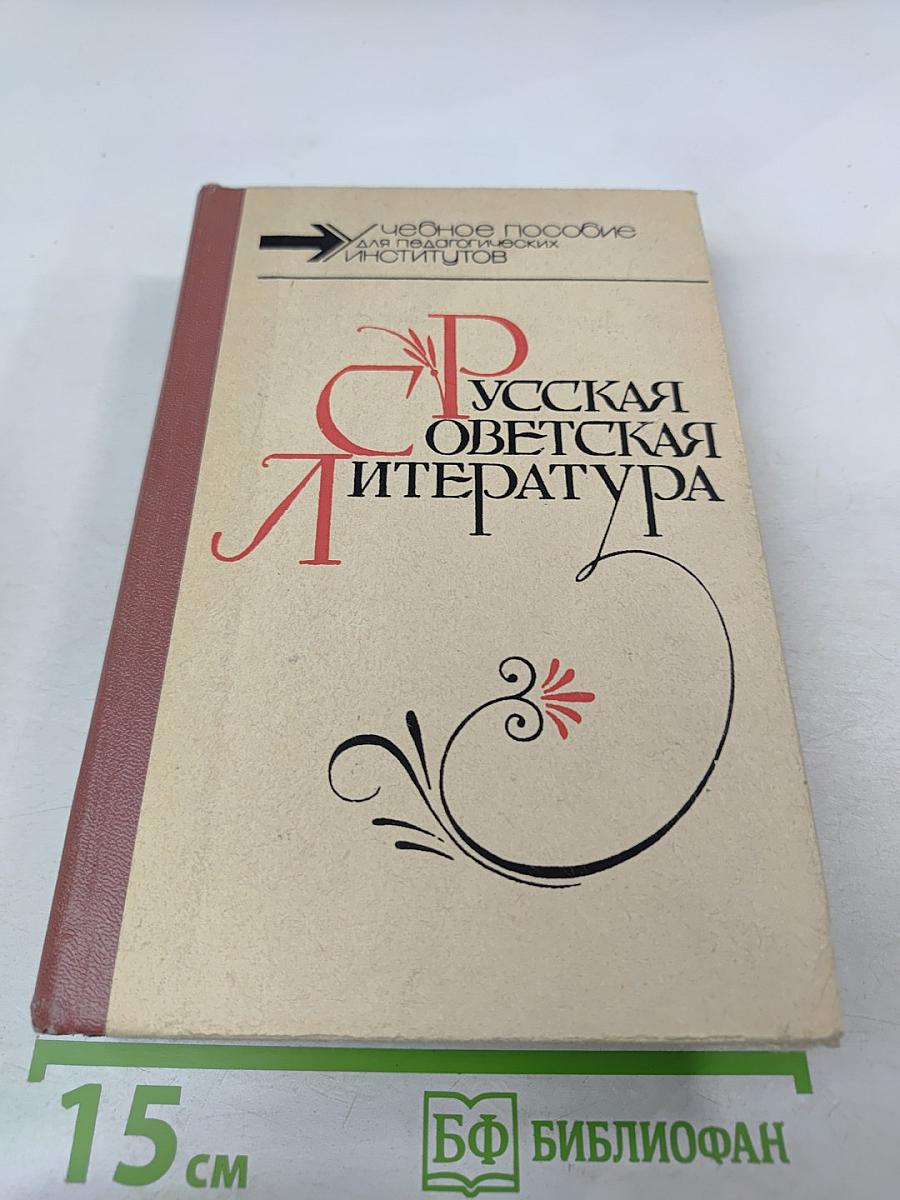 Учебное пособие
для педагогических
институтов
Русская
Советская
Литература
15 см
БФ БИБЛИОФАН